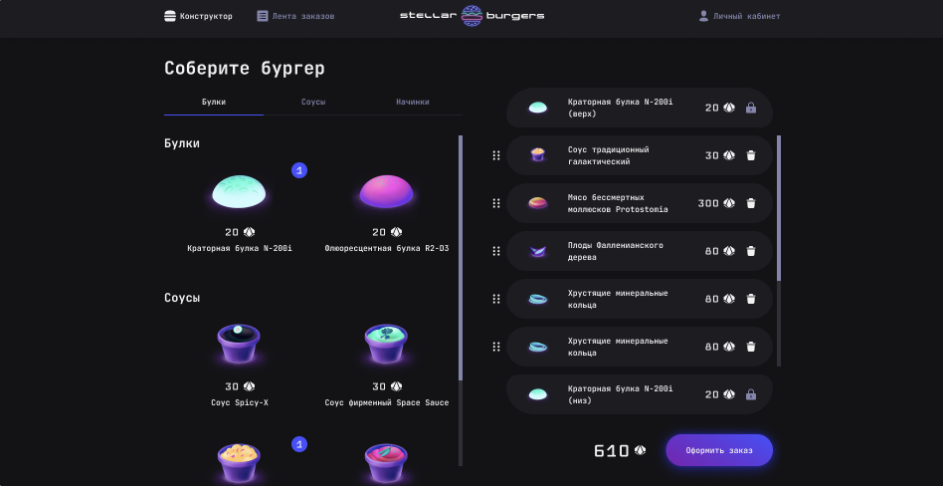 Конструктор
Лента заказов
stellar burgers
Личный кабинет
Соберите бургер
Булки
Соусы
Начинки
Булки
1
20
20
Краторная булка N-200i
Флюоресцентная булка R2-D3
Соусы
30
30
Соус Spicy-X
Соус фирменный Space Sauce
1
Краторная булка N-200i
(верх)
20
Соус традиционный
галактический
30
Мясо бессмертных
моллюсков Protostomia
300
Плоды Фалленианского
дерева
80
Хрустящие минеральные
кольца
80
Хрустящие минеральные
кольца
80
Краторная булка N-200i
(низ)
20
610
Оформить заказ